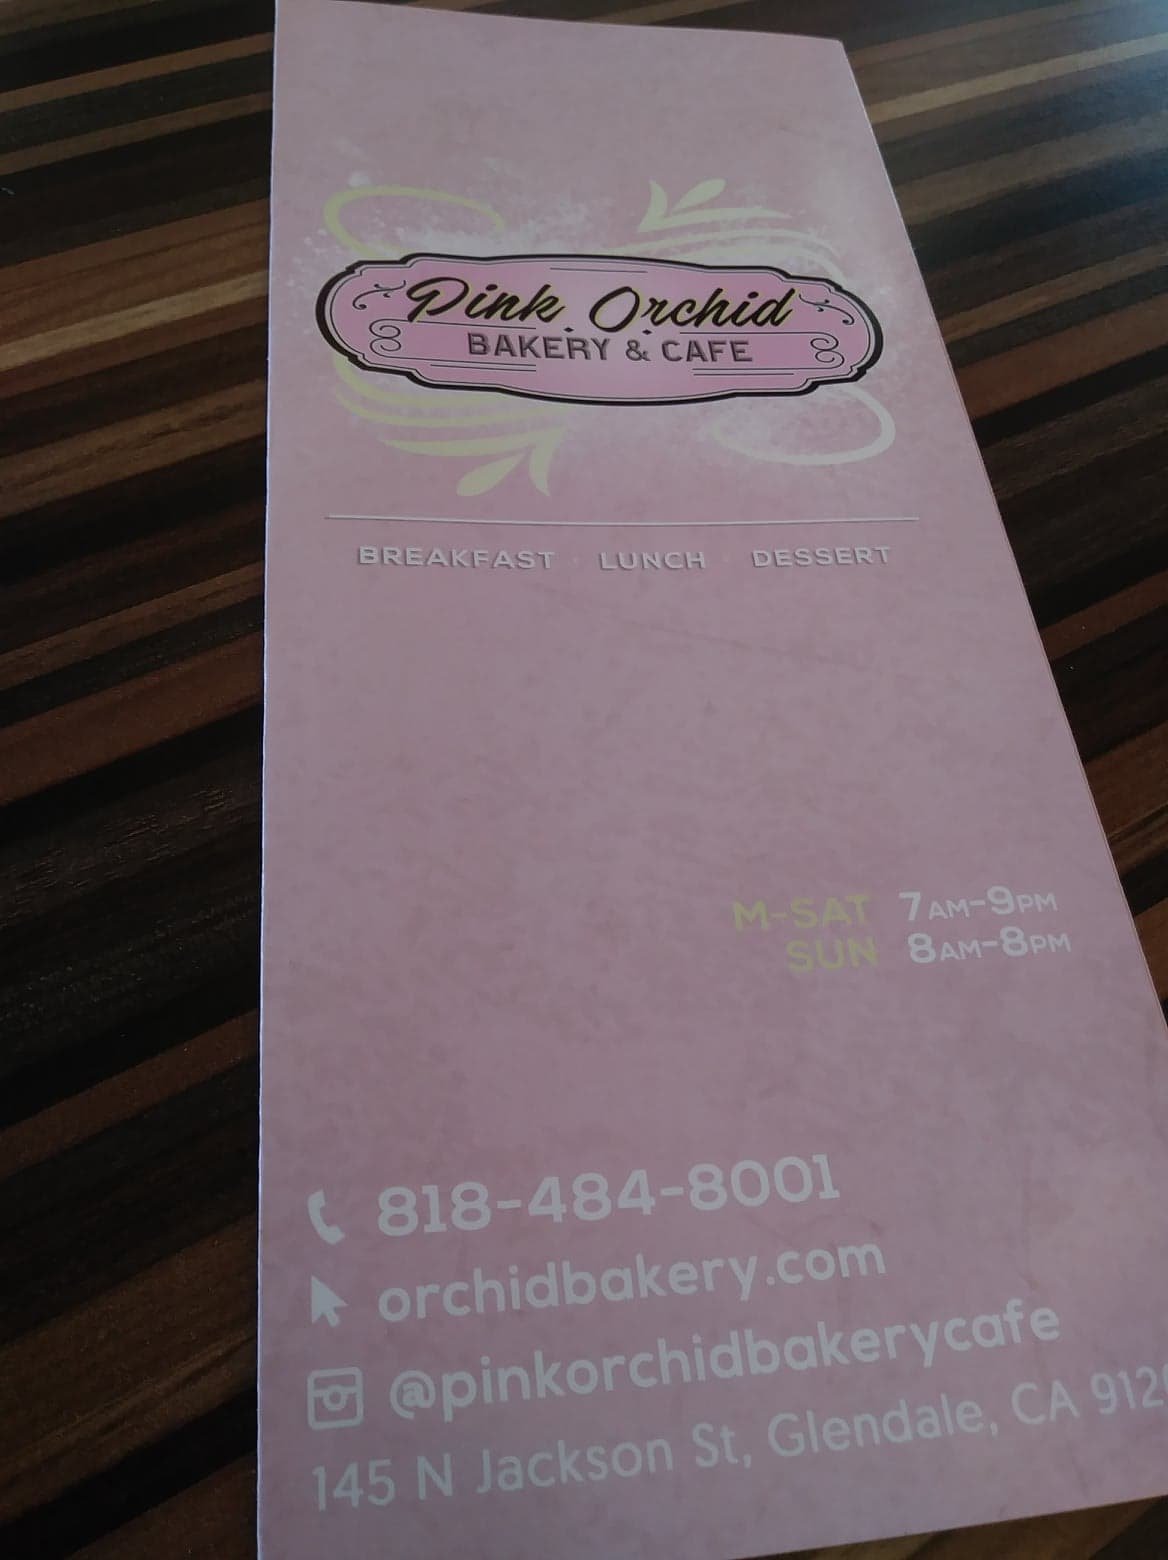 Pink Orchid
BAKERY & CAFE
BREAKFAST LUNCH DESSERT
M-SAT 7AM-9PM
SUN 8AM-8PM
818-484-8001
orchidbakery.com
@pinkorchidbakerycafe
145 N Jackson St, Glendale, CA